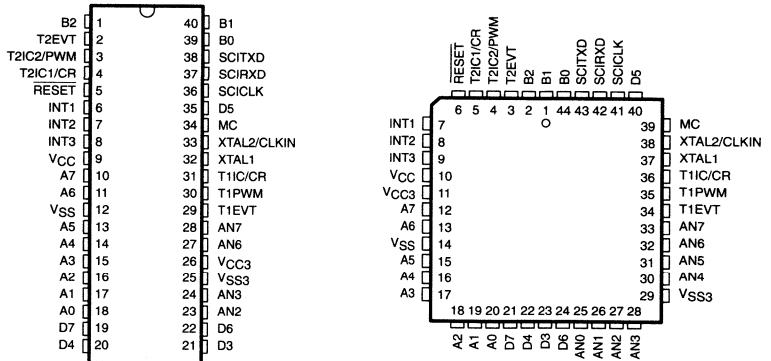 B2 1 40 B1
T2EVT 2 39 B0
T2IC2/PWM 3 38 SCITXD
T2IC1/CR 4 37 SCIRXD
RESET 5 36 SCICLK
INT1 6 35 D5
INT2 7 34 MC
INT3 8 33 XTAL2/CLKIN
VCC 9 32 XTAL1
A7 10 31 T1IC/CR
A6 11 30 T1PWM
VSS 12 29 T1EVT
A5 13 28 AN7
A4 14 27 AN6
A3 15 26 VCC3
A2 16 25 VSS3
A1 17 24 AN3
A0 18 23 AN2
D7 19 22 D6
D4 20 21 D3
RESET T2IC1/CR T2IC2/PWM T2EVT B2 B1 B0 SCITXD SCIRXD SCICLK D5
6 5 4 3 2 1 44 43 42 41 40
INT1 7 39 MC
INT2 8 38 XTAL2/CLKIN
INT3 9 37 XTAL1
VCC 10 36 T1IC/CR
VCC3 11 35 T1PWM
A7 12 34 T1EVT
A6 13 33 AN7
VSS 14 32 AN6
A5 15 31 AN5
A4 16 30 AN4
A3 17 29 VSS3
18 19 20 21 22 23 24 25 26 27 28
A2 A1 A0 D7 D4 D3 D6 AN0 AN1 AN2 AN3